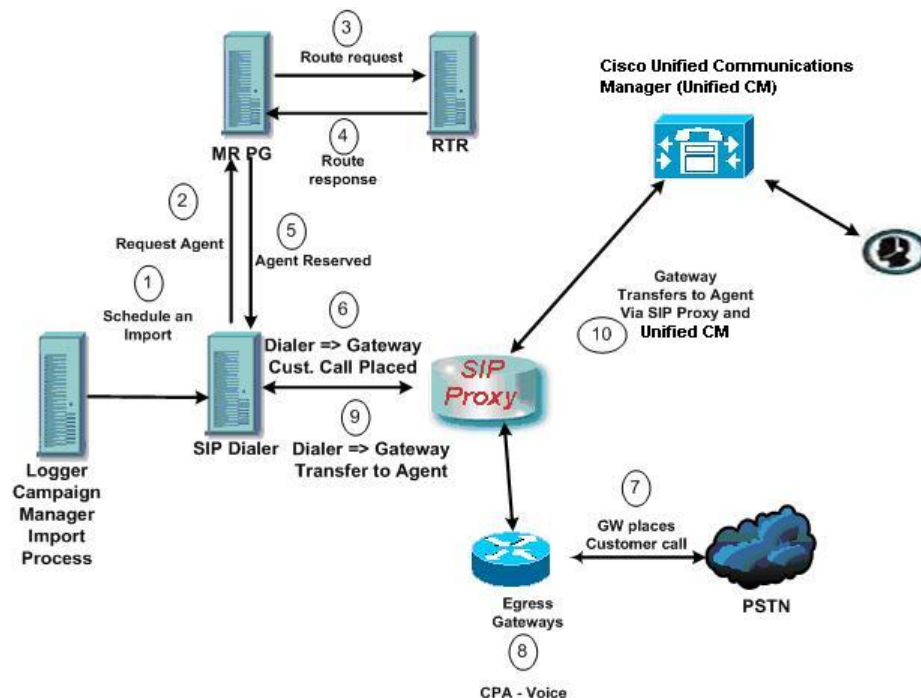 3
Route request
4
Route
response
MR PG
RTR
Cisco Unified Communications
Manager (Unified CM)
2
Request Agent
5
Agent Reserved
1
Schedule an
Import
6
Dialer => Gateway
Cust. Call Placed
9
Dialer => Gateway
Transfer to Agent
SIP Dialer
Logger
Campaign
Manager
Import
Process
SIP
Proxy
Gateway
Transfers to Agent
Via SIP Proxy and
10
Unified CM
7
GW places
Customer call
PSTN
Egress
Gateways
8
CPA - Voice